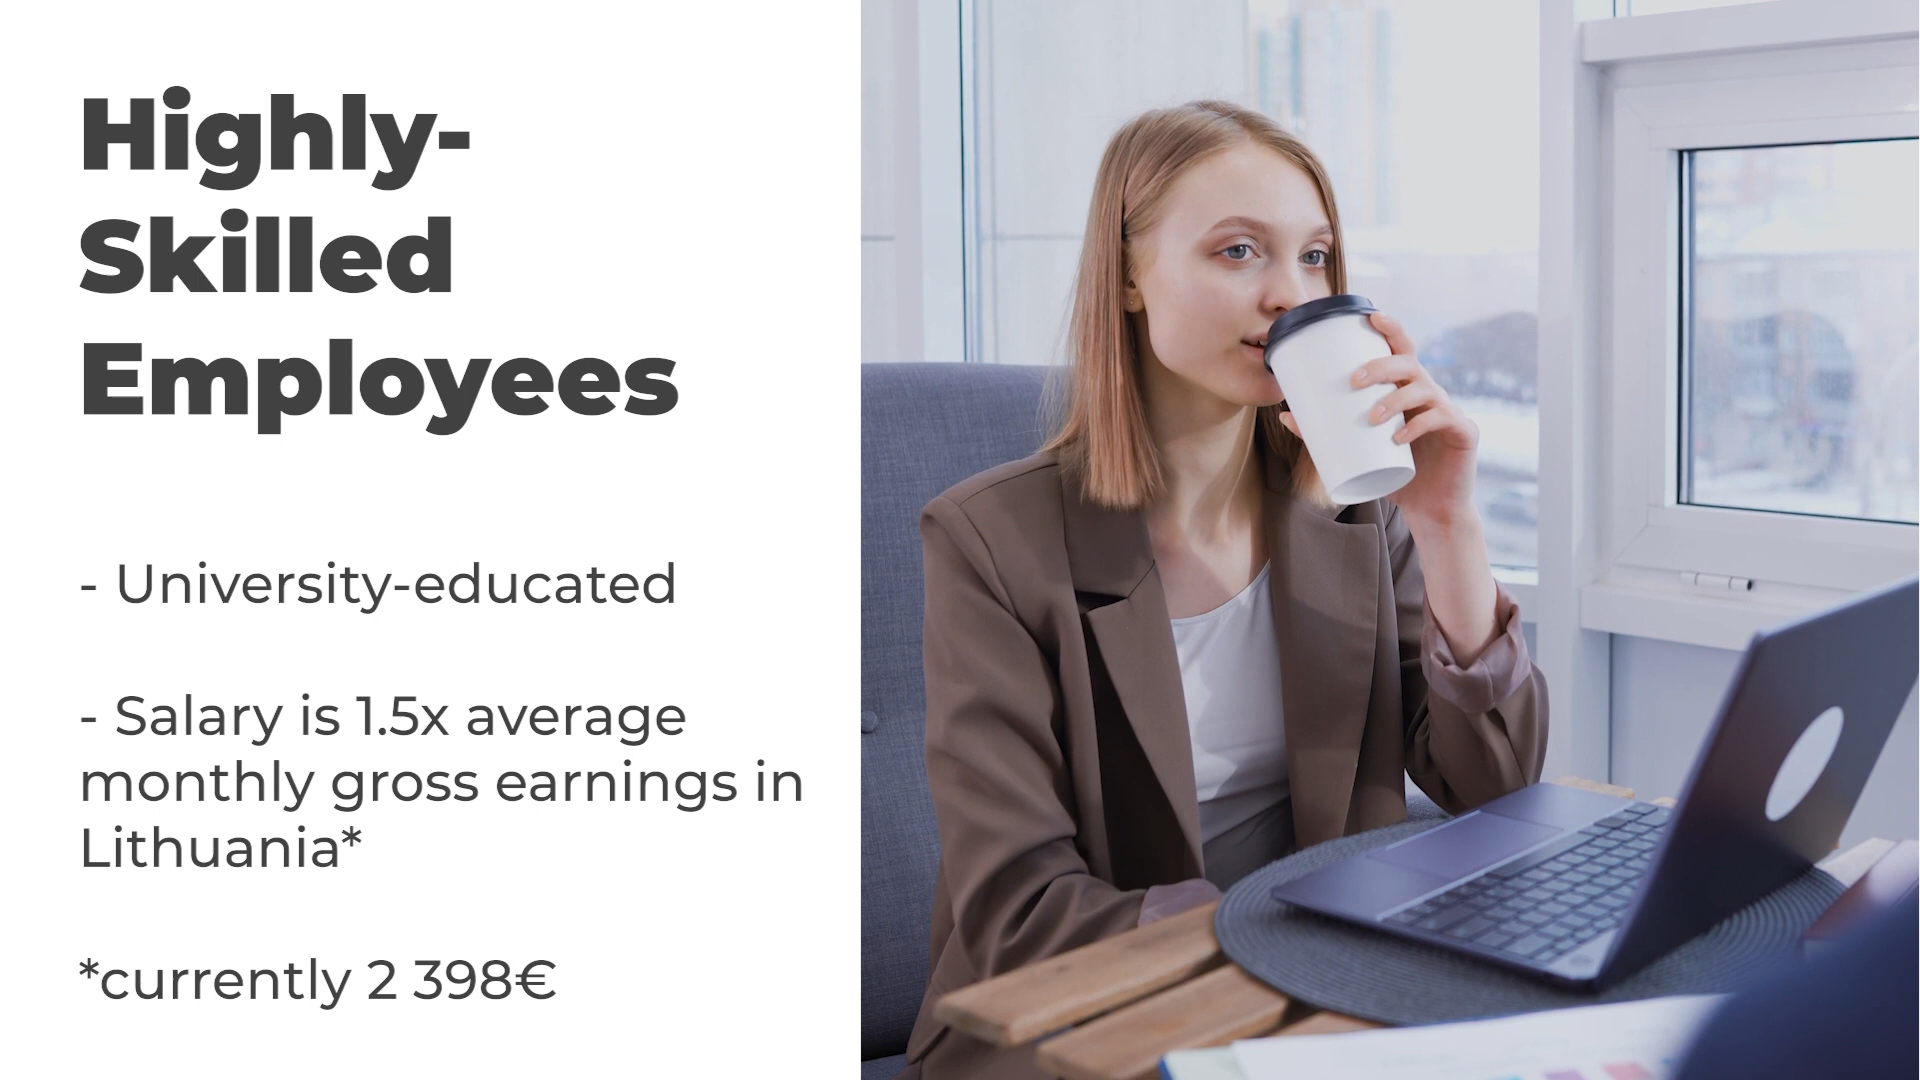 Highly-
Skilled
Employees
- University-educated
- Salary is 1.5x average
monthly gross earnings in
Lithuania*
*currently 2 398€